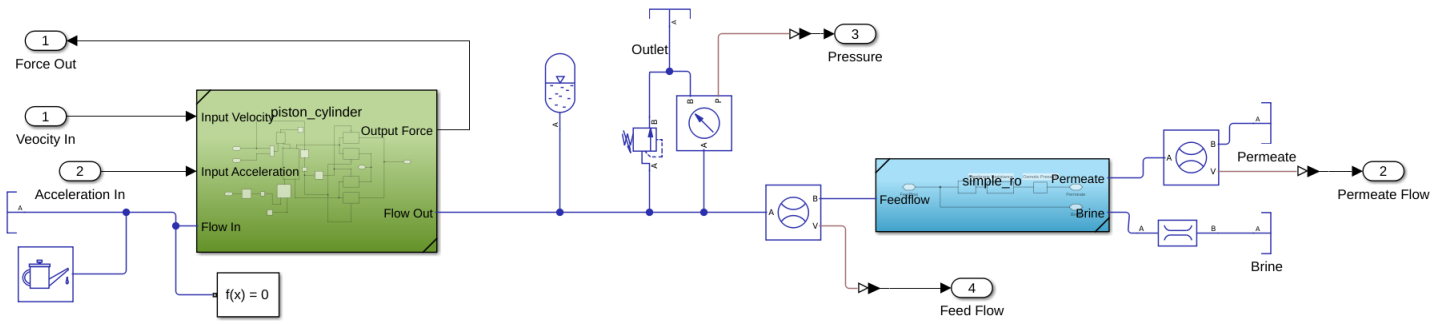 1
Force Out
1
Veocity In
2
Acceleration In
A
f(x) = 0
piston_cylinder
Input Velocity
Input Acceleration
Flow In
Output Force
Flow Out
A
A
Outlet
B
A
B
P
A
3
Pressure
A
B
V
4
Feed Flow
simple_ro
Feedflow
Permeate
Brine
A
B
V
A
Permeate
2
Permeate Flow
A
B
A
Brine